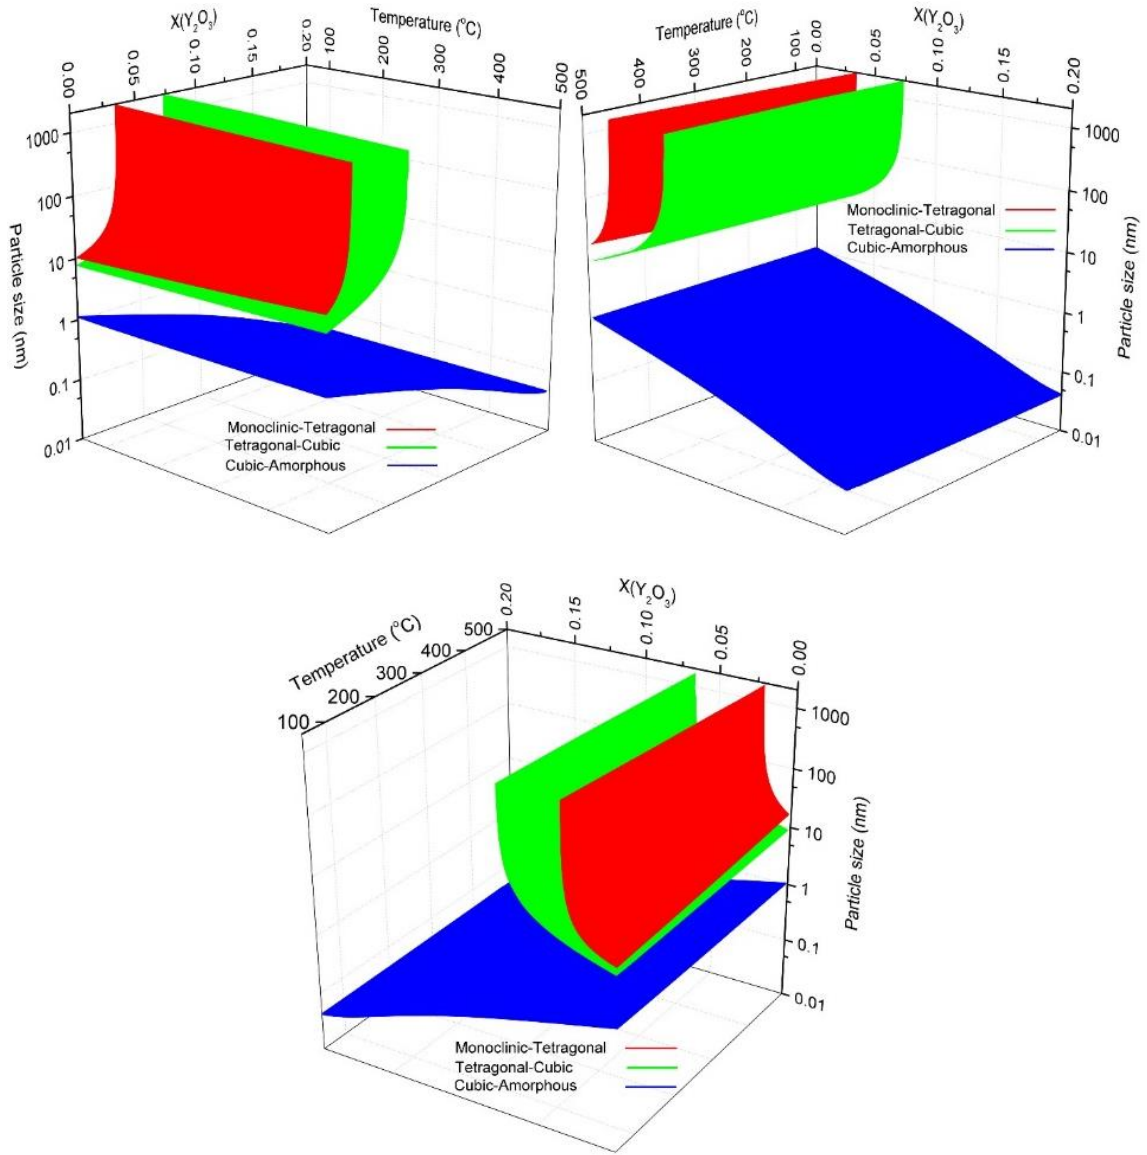 X(Y₂O₃)
Temperature (°C)
0.00
0.05
0.10
0.15
0.20
100
200
300
400
500
1000
100
10
1
0.1
0.01
Particle size (nm)
Monoclinic-Tetragonal
Tetragonal-Cubic
Cubic-Amorphous
Temperature (°C)
X(Y₂O₃)
500
400
300
200
100
0.00
0.05
0.10
0.15
0.20
1000
100
10
1
0.1
0.01
Particle size (nm)
Monoclinic-Tetragonal
Tetragonal-Cubic
Cubic-Amorphous
X(Y₂O₃)
Temperature (°C)
0.20
0.15
0.10
0.05
0.00
500
400
300
200
100
1000
100
10
1
0.1
0.01
Particle size (nm)
Monoclinic-Tetragonal
Tetragonal-Cubic
Cubic-Amorphous